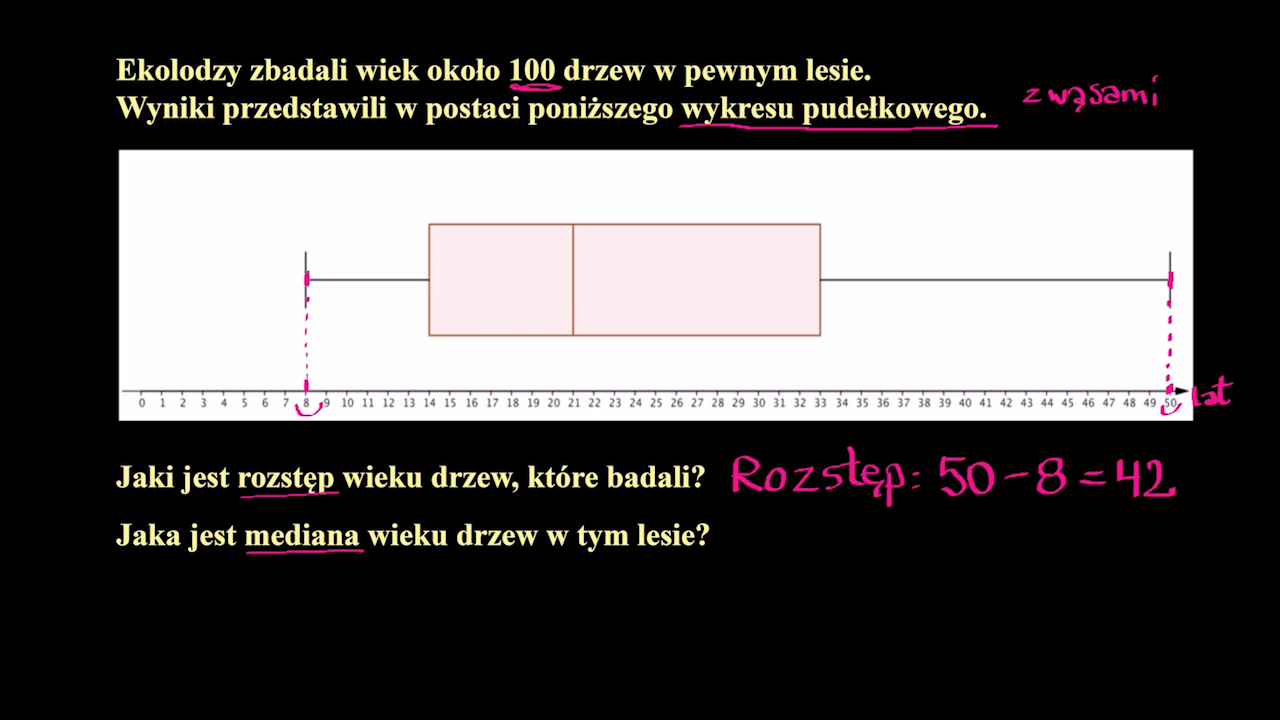 Ekolodzy zbadali wiek około 100 drzew w pewnym lesie.
Wyniki przedstawili w postaci poniższego wykresu pudełkowego. z wąsami
0 1 2 3 4 5 6 7 8 9 10 11 12 13 14 15 16 17 18 19 20 21 22 23 24 25 26 27 28 29 30 31 32 33 34 35 36 37 38 39 40 41 42 43 44 45 46 47 48 49 50 lat
Jaki jest rozstęp wieku drzew, które badali? Rozstęp: 50 - 8 = 42
Jaka jest mediana wieku drzew w tym lesie?